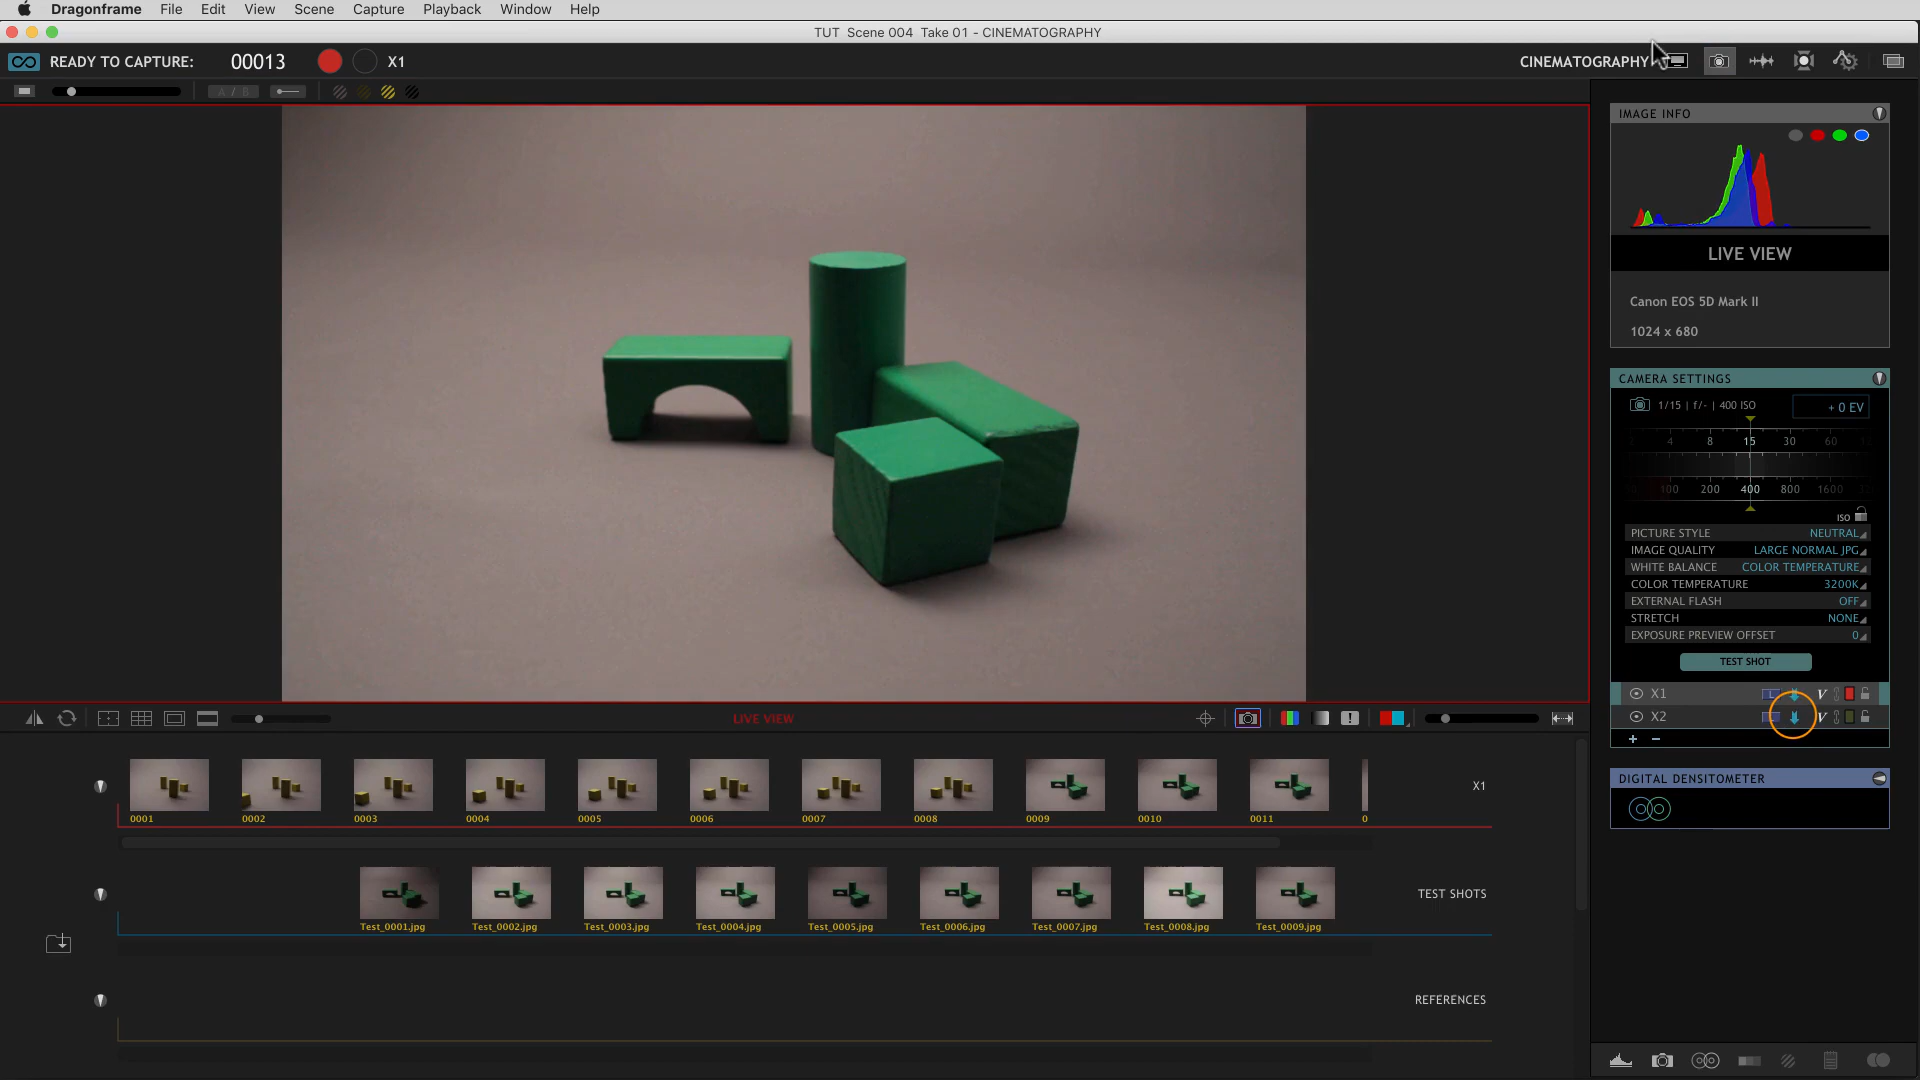 Dragonframe File Edit View Scene Capture Playback Window Help
TUT Scene 004 Take 01 - CINEMATOGRAPHY
READY TO CAPTURE: 00013 X1 CINEMATOGRAPHY
A / B
IMAGE INFO
LIVE VIEW
Canon EOS 5D Mark II
1024 x 680
CAMERA SETTINGS
1/15 | f/- | 400 ISO + 0 EV
4 8 15 30 60
100 200 400 800 1600
ISO
PICTURE STYLE NEUTRAL
IMAGE QUALITY LARGE NORMAL JPG
WHITE BALANCE COLOR TEMPERATURE
COLOR TEMPERATURE 3200K
EXTERNAL FLASH OFF
STRETCH NONE
EXPOSURE PREVIEW OFFSET 0
TEST SHOT
X1 L V
X2 L V
+ -
LIVE VIEW
DIGITAL DENSITOMETER
X1
0001 0002 0003 0004 0005 0006 0007 0008 0009 0010 0011 0
TEST SHOTS
Test_0001.jpg Test_0002.jpg Test_0003.jpg Test_0004.jpg Test_0005.jpg Test_0006.jpg Test_0007.jpg Test_0008.jpg Test_0009.jpg
REFERENCES